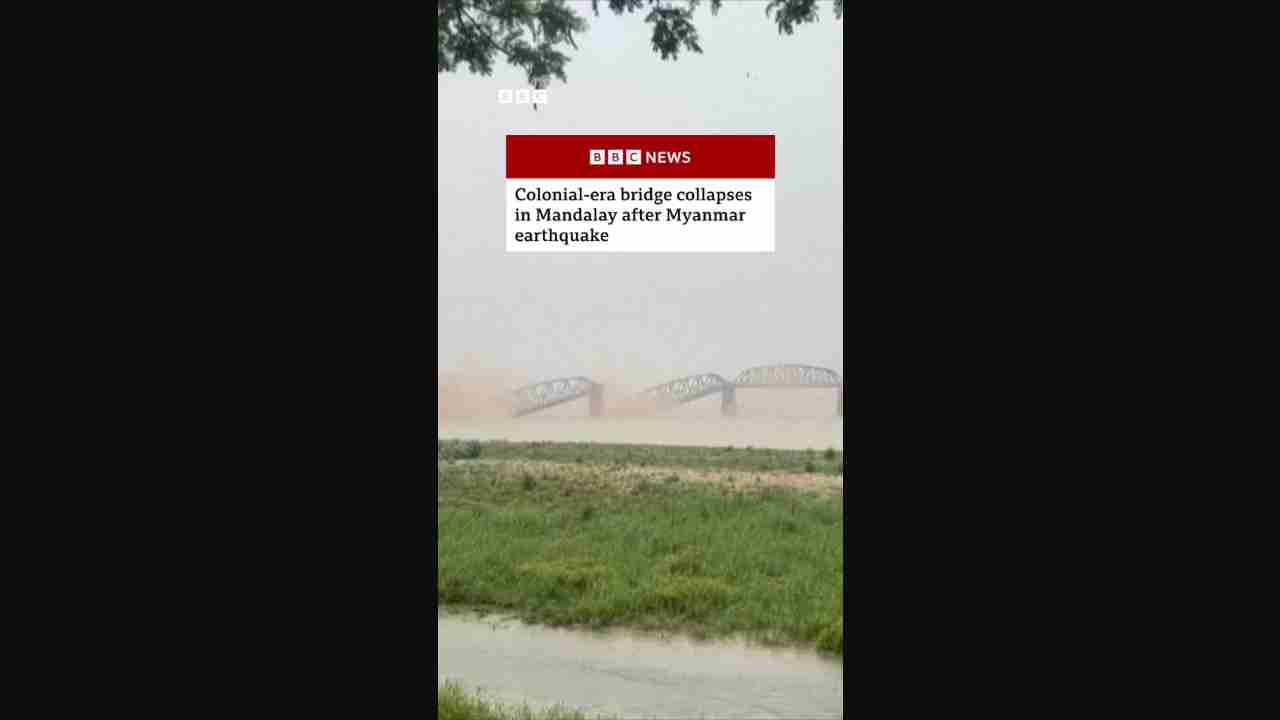 BBC
BBC NEWS
Colonial-era bridge collapses
in Mandalay after Myanmar
earthquake